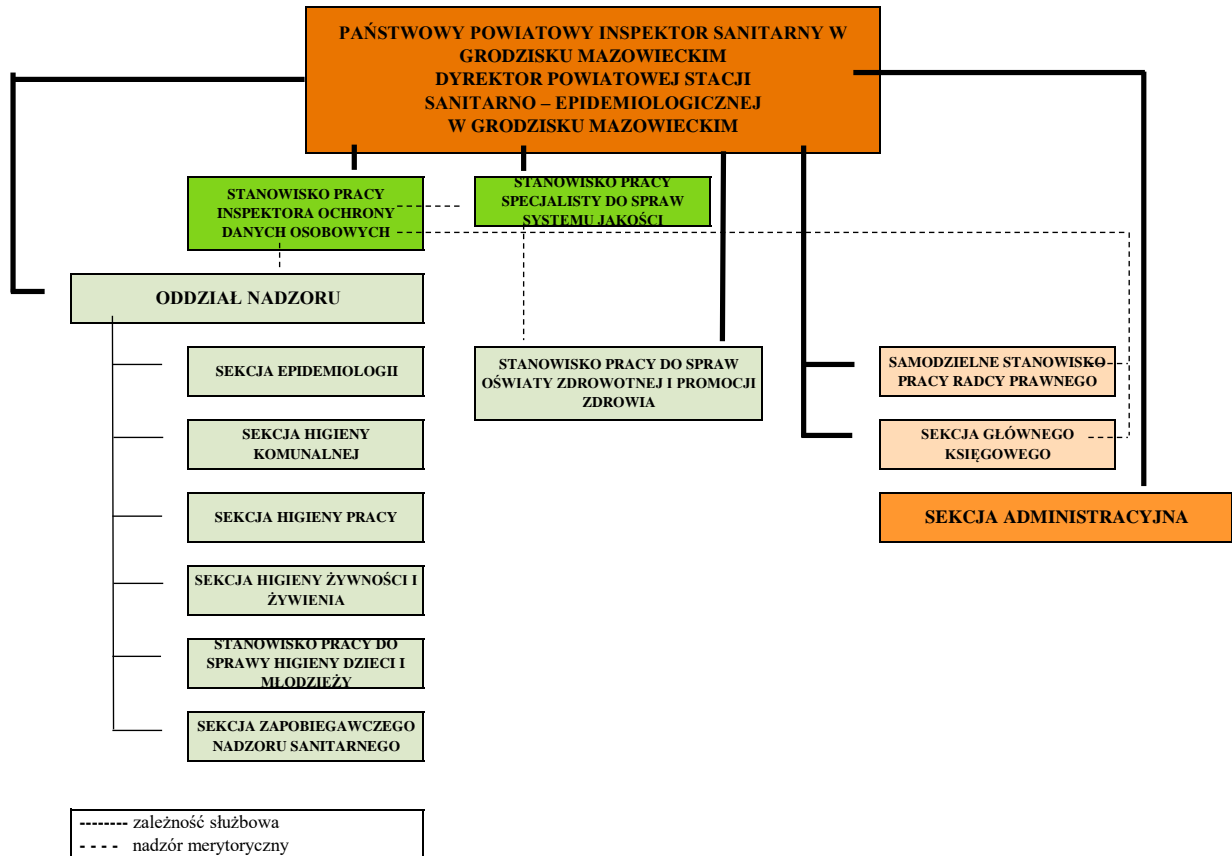 PAŃSTWOWY POWIATOWY INSPEKTOR SANITARNY W
GRODZISKU MAZOWIECKIM
DYREKTOR POWIATOWEJ STACJI
SANITARNO – EPIDEMIOLOGICZNEJ
W GRODZISKU MAZOWIECKIM
STANOWISKO PRACY
INSPEKTORA OCHRONY
DANYCH OSOBOWYCH
STANOWISKO PRACY
SPECJALISTY DO SPRAW
SYSTEMU JAKOŚCI
ODDZIAŁ NADZORU
SEKCJA EPIDEMIOLOGII
STANOWISKO PRACY DO SPRAW
OŚWIATY ZDROWOTNEJ I PROMOCJI
ZDROWIA
SAMODZIELNE STANOWISKO
PRACY RADCY PRAWNEGO
SEKCJA HIGIENY
KOMUNALNEJ
SEKCJA GŁÓWNEGO
KSIĘGOWEGO
SEKCJA HIGIENY PRACY
SEKCJA ADMINISTRACYJNA
SEKCJA HIGIENY ŻYWNOŚCI I
ŻYWIENIA
STANOWISKO PRACY DO
SPRAWY HIGIENY DZIECI I
MŁODZIEŻY
SEKCJA ZAPOBIEGAWCZEGO
NADZORU SANITARNEGO
-------- zależność służbowa
- - - - nadzór merytoryczny